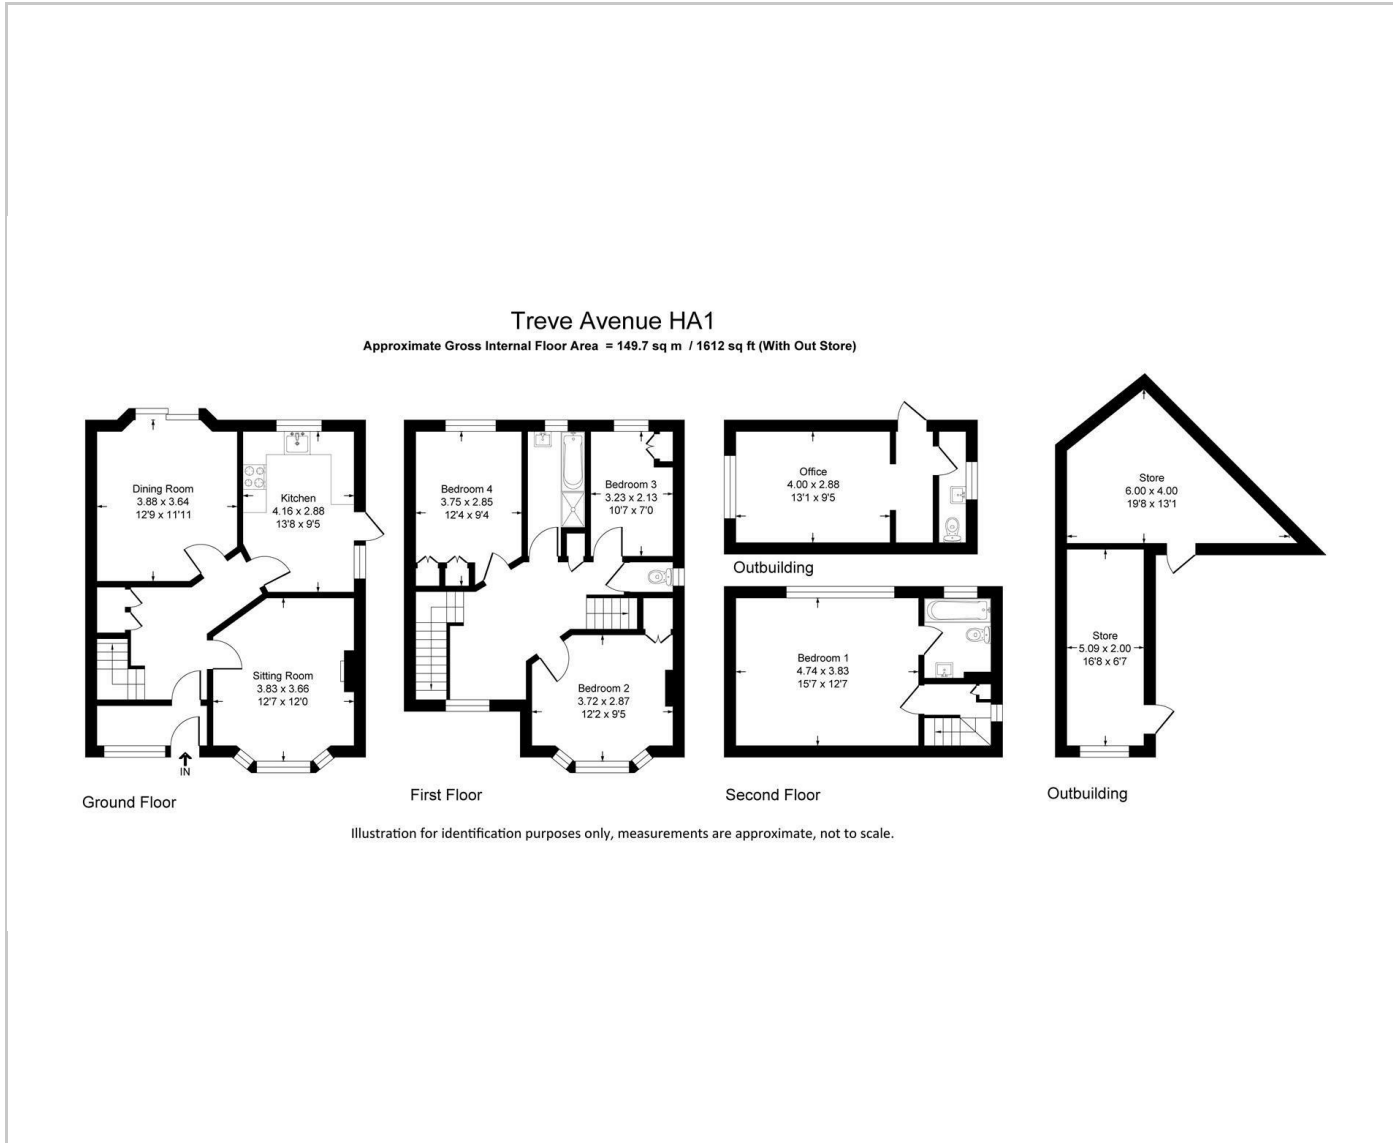 Treve Avenue HA1
Approximate Gross Internal Floor Area = 149.7 sq m / 1612 sq ft (With Out Store)
Dining Room
3.88 x 3.64
12'9 x 11'11
Kitchen
4.16 x 2.88
13'8 x 9'5
Sitting Room
3.83 x 3.66
12'7 x 12'0
IN
Ground Floor
Bedroom 4
3.75 x 2.85
12'4 x 9'4
Bedroom 3
3.23 x 2.13
10'7 x 7'0
Bedroom 2
3.72 x 2.87
12'2 x 9'5
First Floor
Office
4.00 x 2.88
13'1 x 9'5
Outbuilding
Bedroom 1
4.74 x 3.83
15'7 x 12'7
Second Floor
Store
6.00 x 4.00
19'8 x 13'1
Store
5.09 x 2.00
16'8 x 6'7
Outbuilding
Illustration for identification purposes only, measurements are approximate, not to scale.